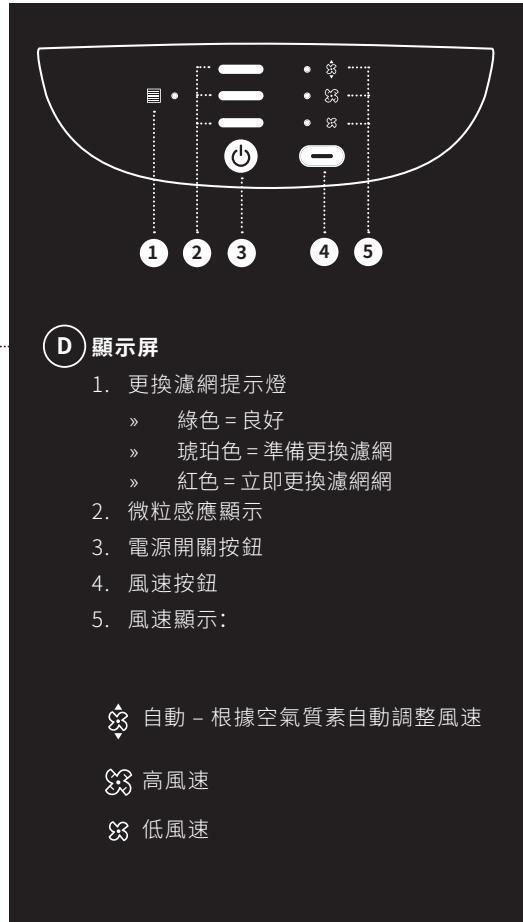 1 2 3 4 5
D 顯示屏
1. 更換濾網提示燈
» 綠色 = 良好
» 琥珀色 = 準備更換濾網
» 紅色 = 立即更換濾網網
2. 微粒感應顯示
3. 電源開關按鈕
4. 風速按鈕
5. 風速顯示：
自動 – 根據空氣質素自動調整風速
高風速
低風速